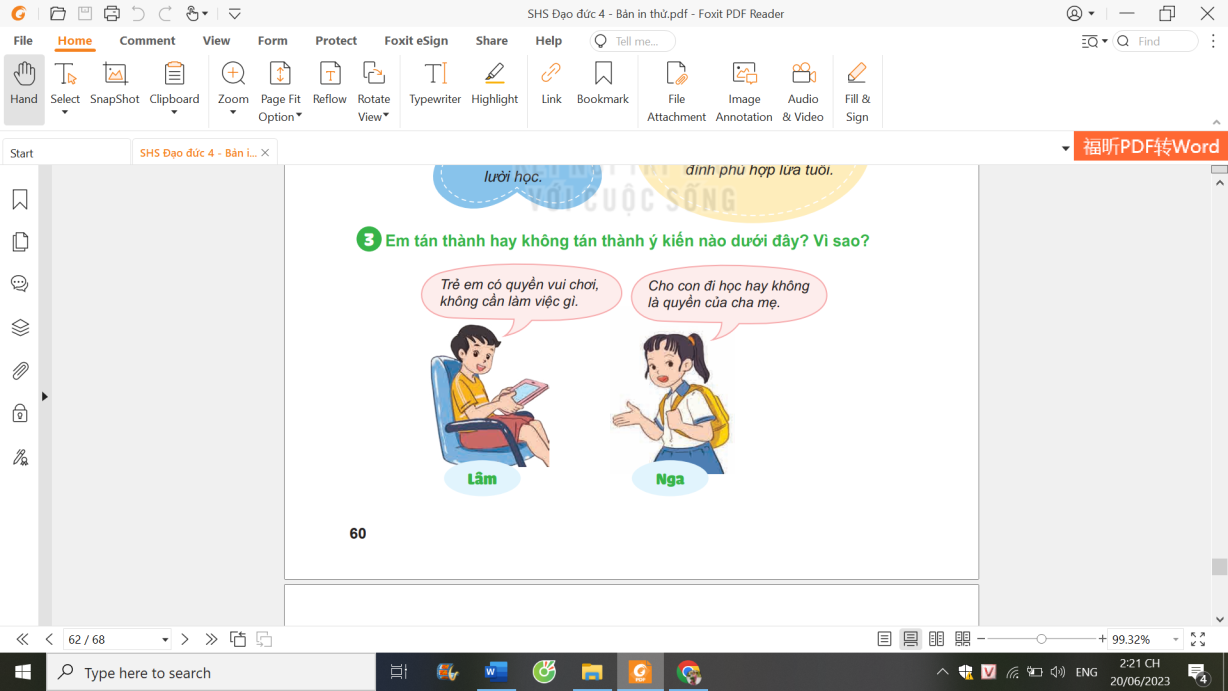 SHS Đạo đức 4 - Bản in thử.pdf - Foxit PDF Reader
File Home Comment View Form Protect Foxit eSign Share Help Tell me... Find
Hand Select SnapShot Clipboard Zoom Page Fit Option Reflow Rotate View Typewriter Highlight Link Bookmark File Attachment Image Annotation Audio & Video Fill & Sign
Start SHS Đạo đức 4 - Bản i...
福昕PDF转Word
lười học.
đình phù hợp lứa tuổi.
VỚI CUỘC SỐNG
3 Em tán thành hay không tán thành ý kiến nào dưới đây? Vì sao?
Trẻ em có quyền vui chơi,
không cần làm việc gì.
Cho con đi học hay không
là quyền của cha mẹ.
Lâm
Nga
60
62 / 68
99.32%
Type here to search
W
PDF
V
ENG
2:21 CH
20/06/2023
4